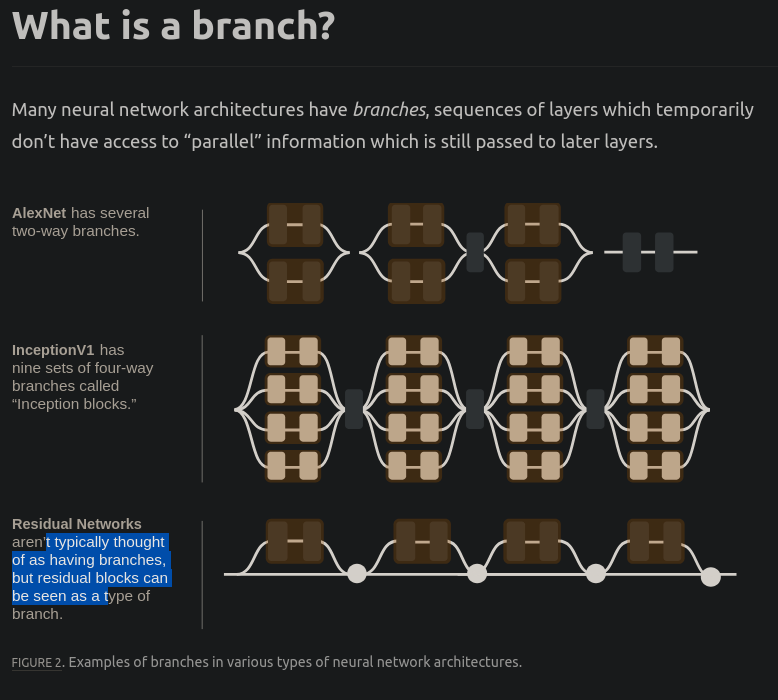 What is a branch?
Many neural network architectures have branches, sequences of layers which temporarily
don’t have access to “parallel” information which is still passed to later layers.
AlexNet has several
two-way branches.
InceptionV1 has
nine sets of four-way
branches called
“Inception blocks.”
Residual Networks
aren’t typically thought
of as having branches,
but residual blocks can
be seen as a type of
branch.
FIGURE 2. Examples of branches in various types of neural network architectures.